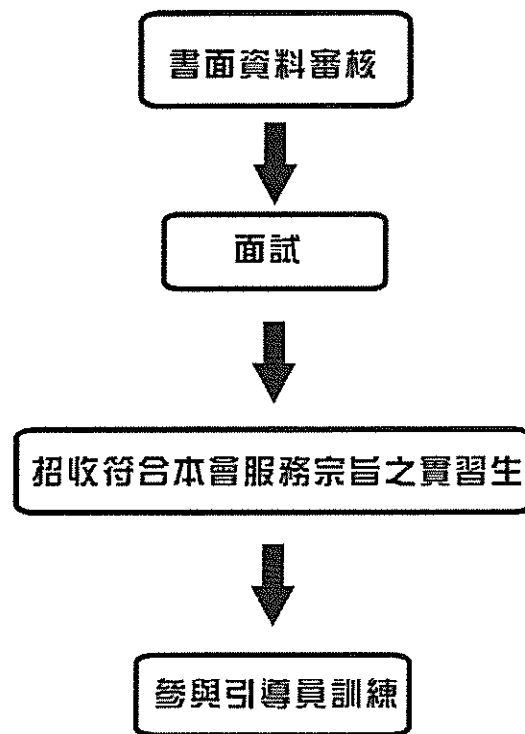 書面資料審核
面試
招收符合本會服務宗旨之實習生
參與引導員訓練